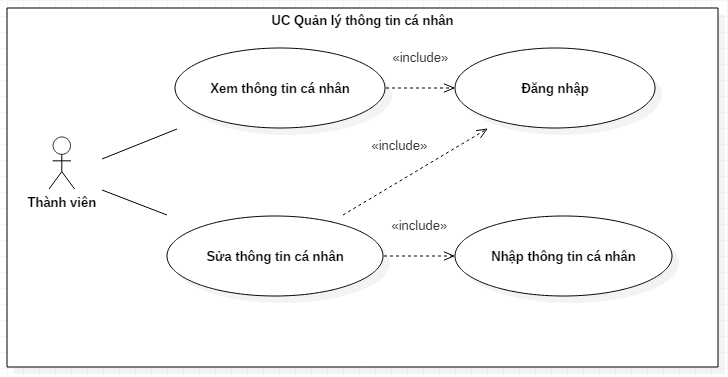 UC Quản lý thông tin cá nhân
«include»
Xem thông tin cá nhân
Đăng nhập
«include»
Thành viên
«include»
Sửa thông tin cá nhân
Nhập thông tin cá nhân